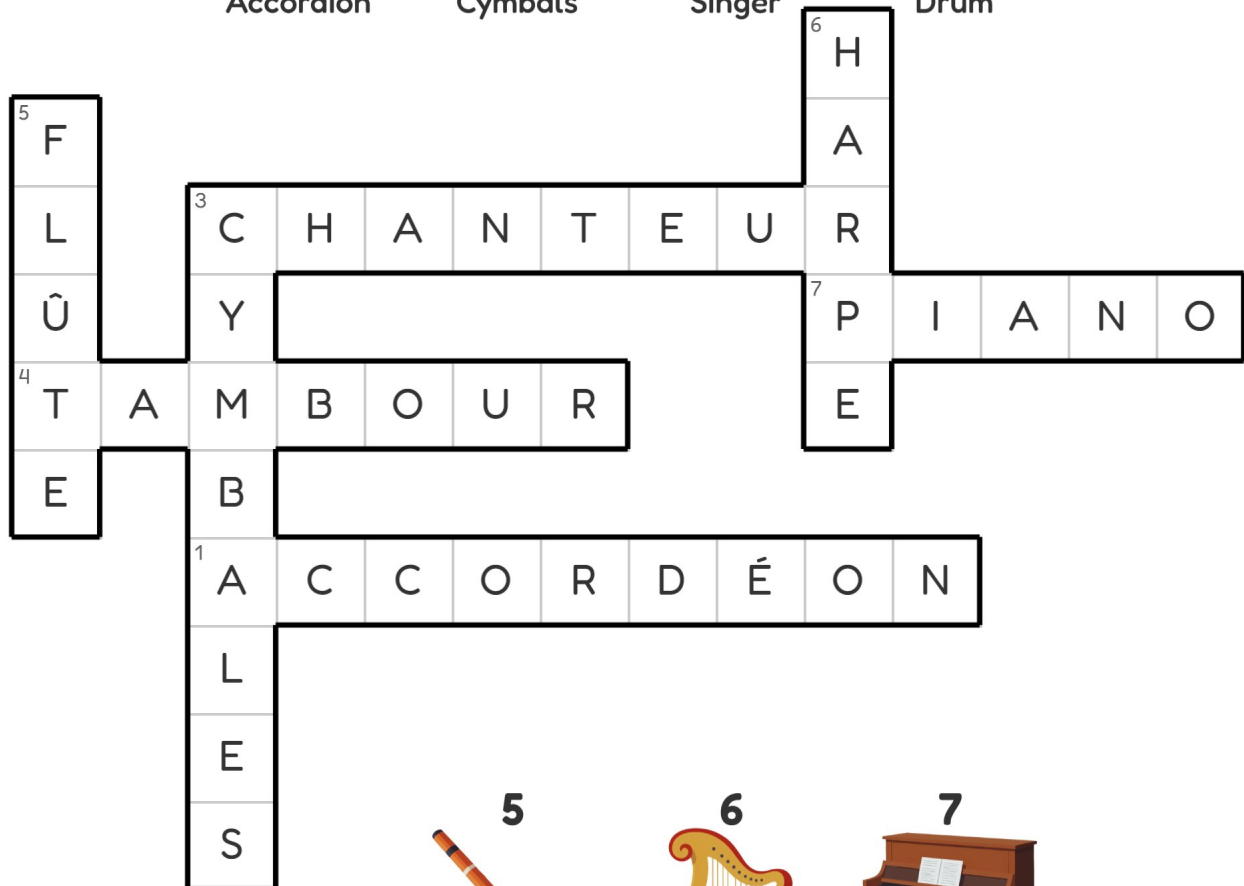 Accordion Cymbals Singer Drum
6 H
5 F A
L 3 C H A N T E U R
Û Y 7 P I A N O
4 T A M B O U R E
E B
1 A C C O R D É O N
L
E
5 6 7
S